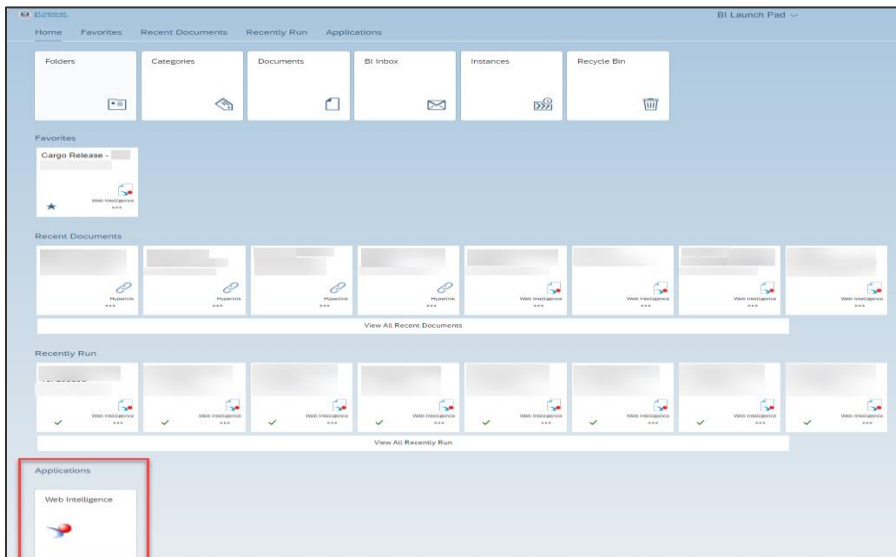 BI Launch Pad
Home Favorites Recent Documents Recently Run Applications
Folders Categories Documents BI Inbox Instances Recycle Bin
Favorites
Cargo Release -
Web Intelligence
Recent Documents
Hyperlink Hyperlink Hyperlink Hyperlink Web Intelligence Web Intelligence Web Intelligence Web Intelligence
View All Recent Documents
Recently Run
Web Intelligence Web Intelligence Web Intelligence Web Intelligence Web Intelligence Web Intelligence Web Intelligence Web Intelligence
View All Recently Run
Applications
Web Intelligence